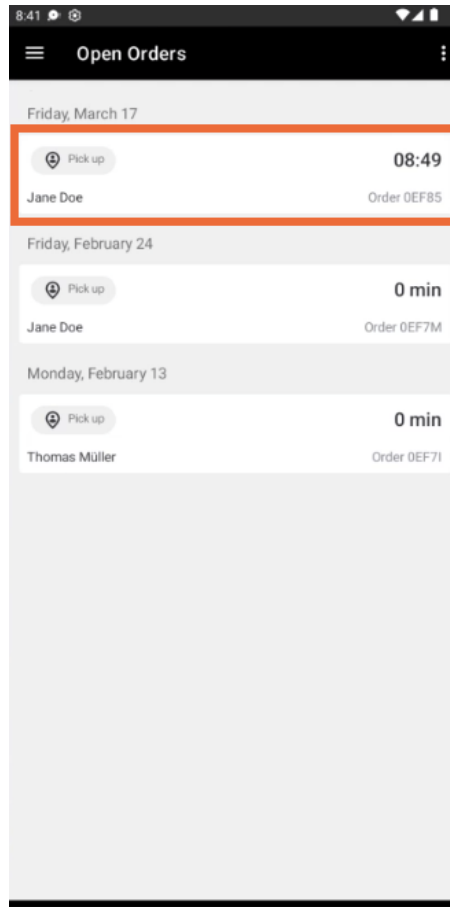 8:41
Open Orders
Friday, March 17
Pick up 08:49
Jane Doe Order 0EF85
Friday, February 24
Pick up 0 min
Jane Doe Order 0EF7M
Monday, February 13
Pick up 0 min
Thomas Müller Order 0EF7I